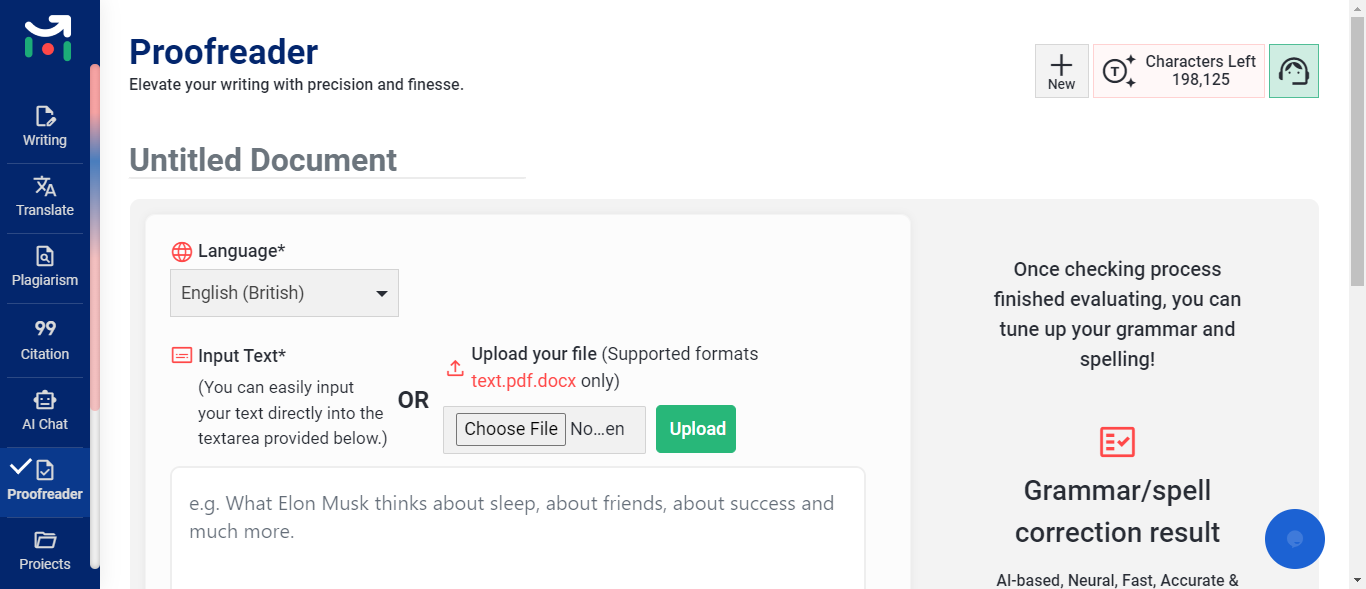 Writing
Translate
Plagiarism
Citation
AI Chat
Proofreader
Projects
Proofreader
Elevate your writing with precision and finesse.
New
Characters Left
198,125
Untitled Document
Language*
English (British)
Input Text*
(You can easily input
your text directly into the
textarea provided below.)
OR
Upload your file (Supported formats
text.pdf.docx only)
Choose File No...en
Upload
e.g. What Elon Musk thinks about sleep, about friends, about success and
much more.
Once checking process
finished evaluating, you can
tune up your grammar and
spelling!
Grammar/spell
correction result
AI-based, Neural, Fast, Accurate &